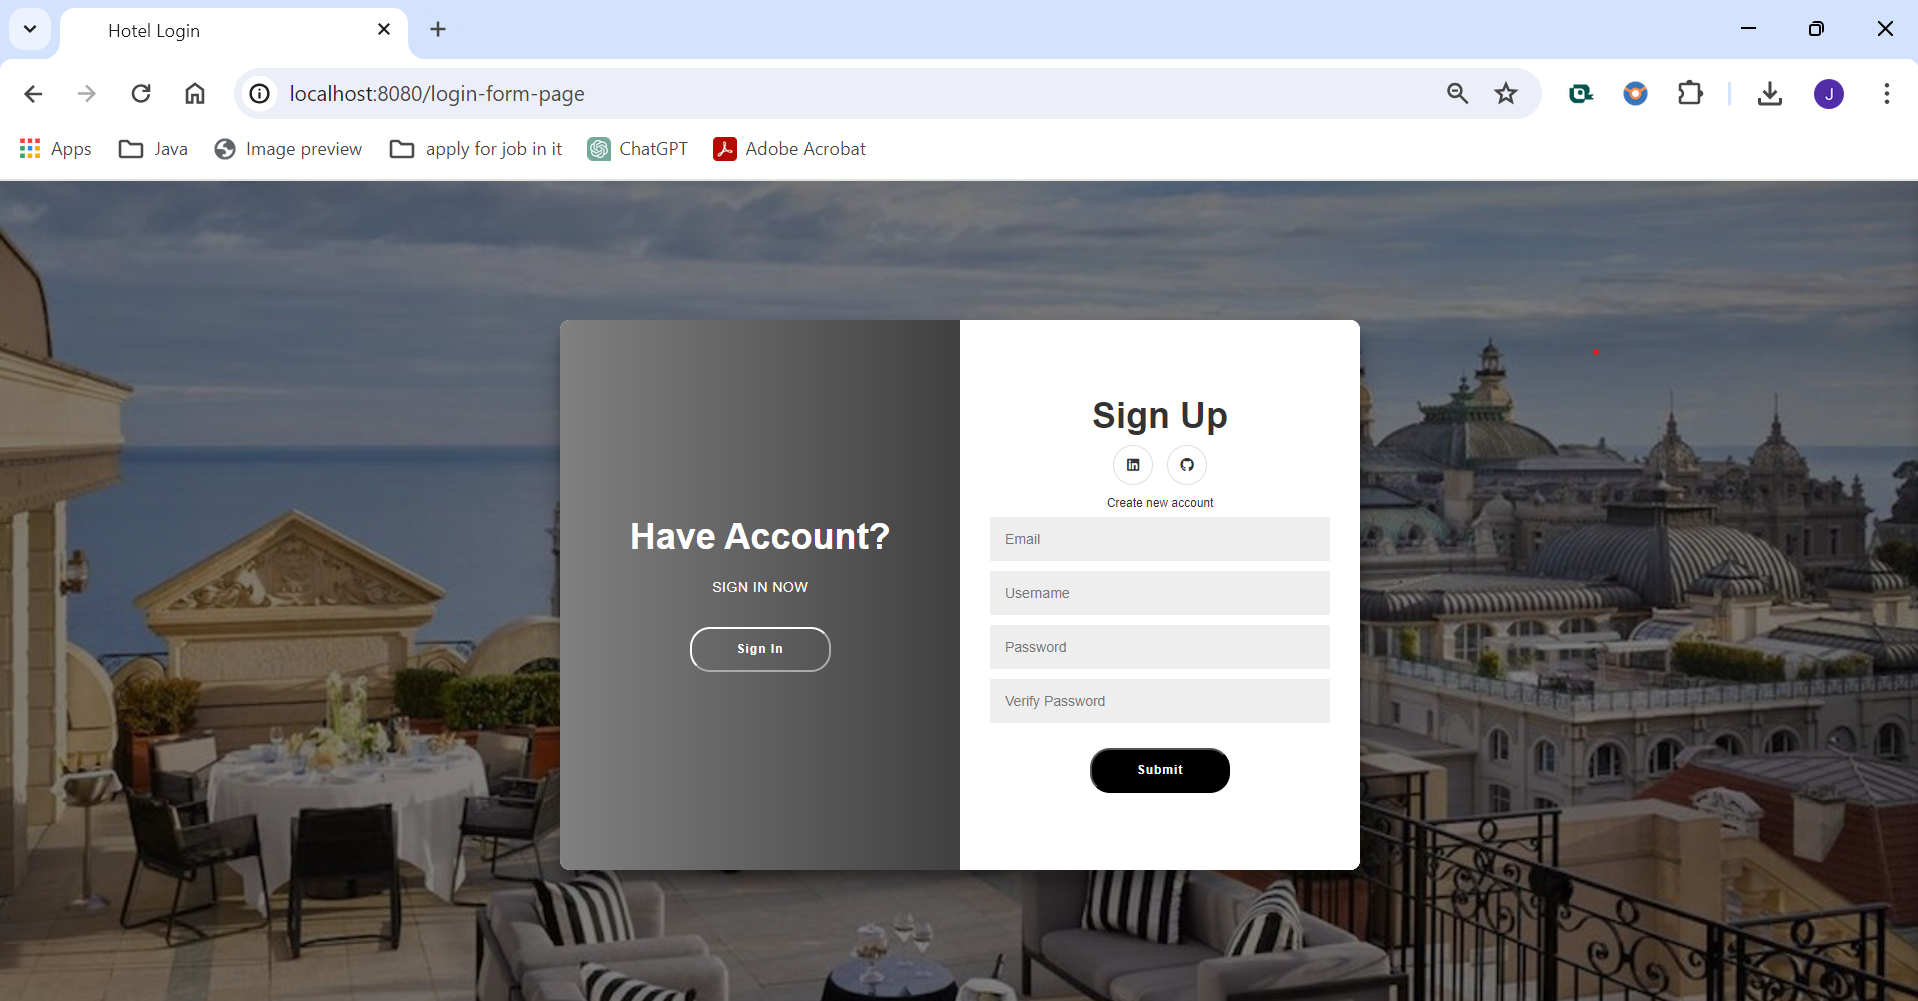 Hotel Login
localhost:8080/login-form-page
J
Apps
Java
Image preview
apply for job in it
ChatGPT
Adobe Acrobat
Have Account?
SIGN IN NOW
Sign In
Sign Up
Create new account
Email
Username
Password
Verify Password
Submit